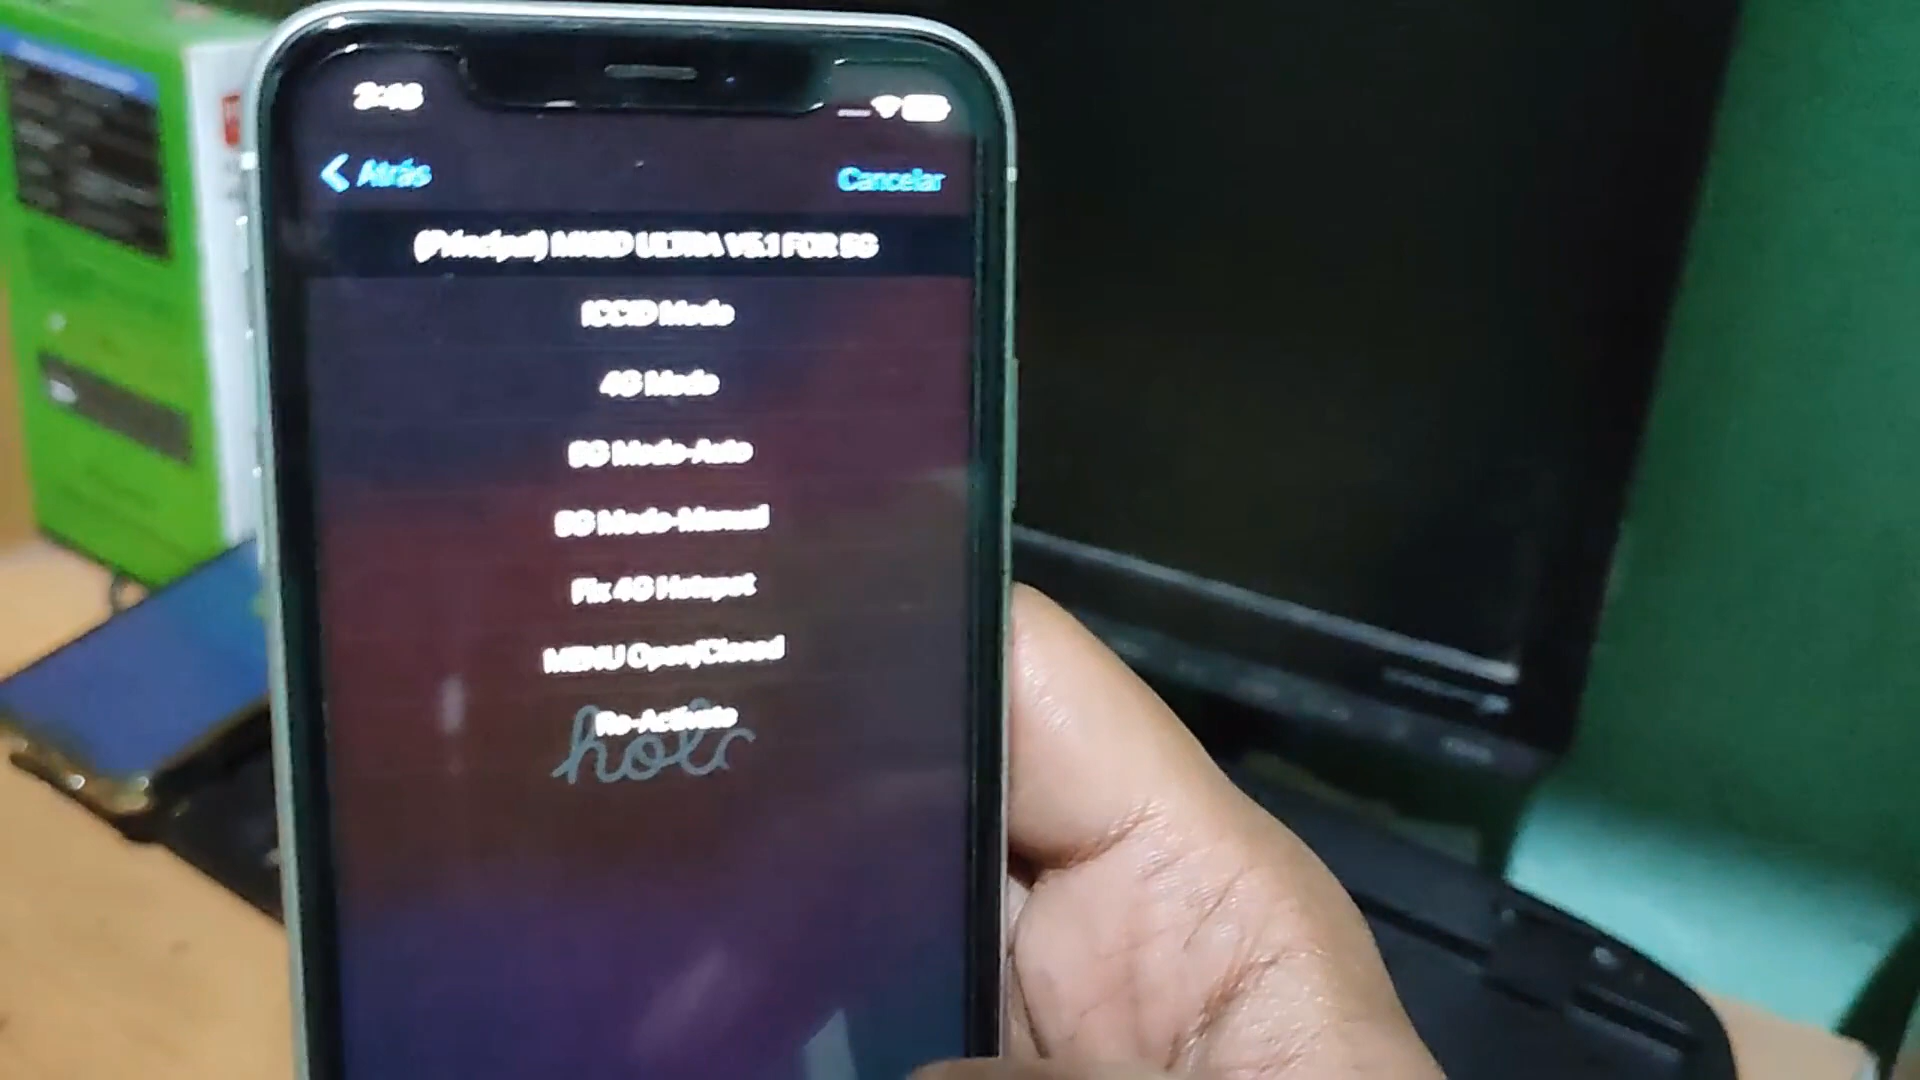 Atrás
Cancelar
(Principal) ULTRA V5.1 FOR 5G
ICCID Mode
4G Mode
5G Mode-Auto
5G Mode-Manual
Fix 4G Hotspot
MENU Open/Closed
Re-Activate
hola